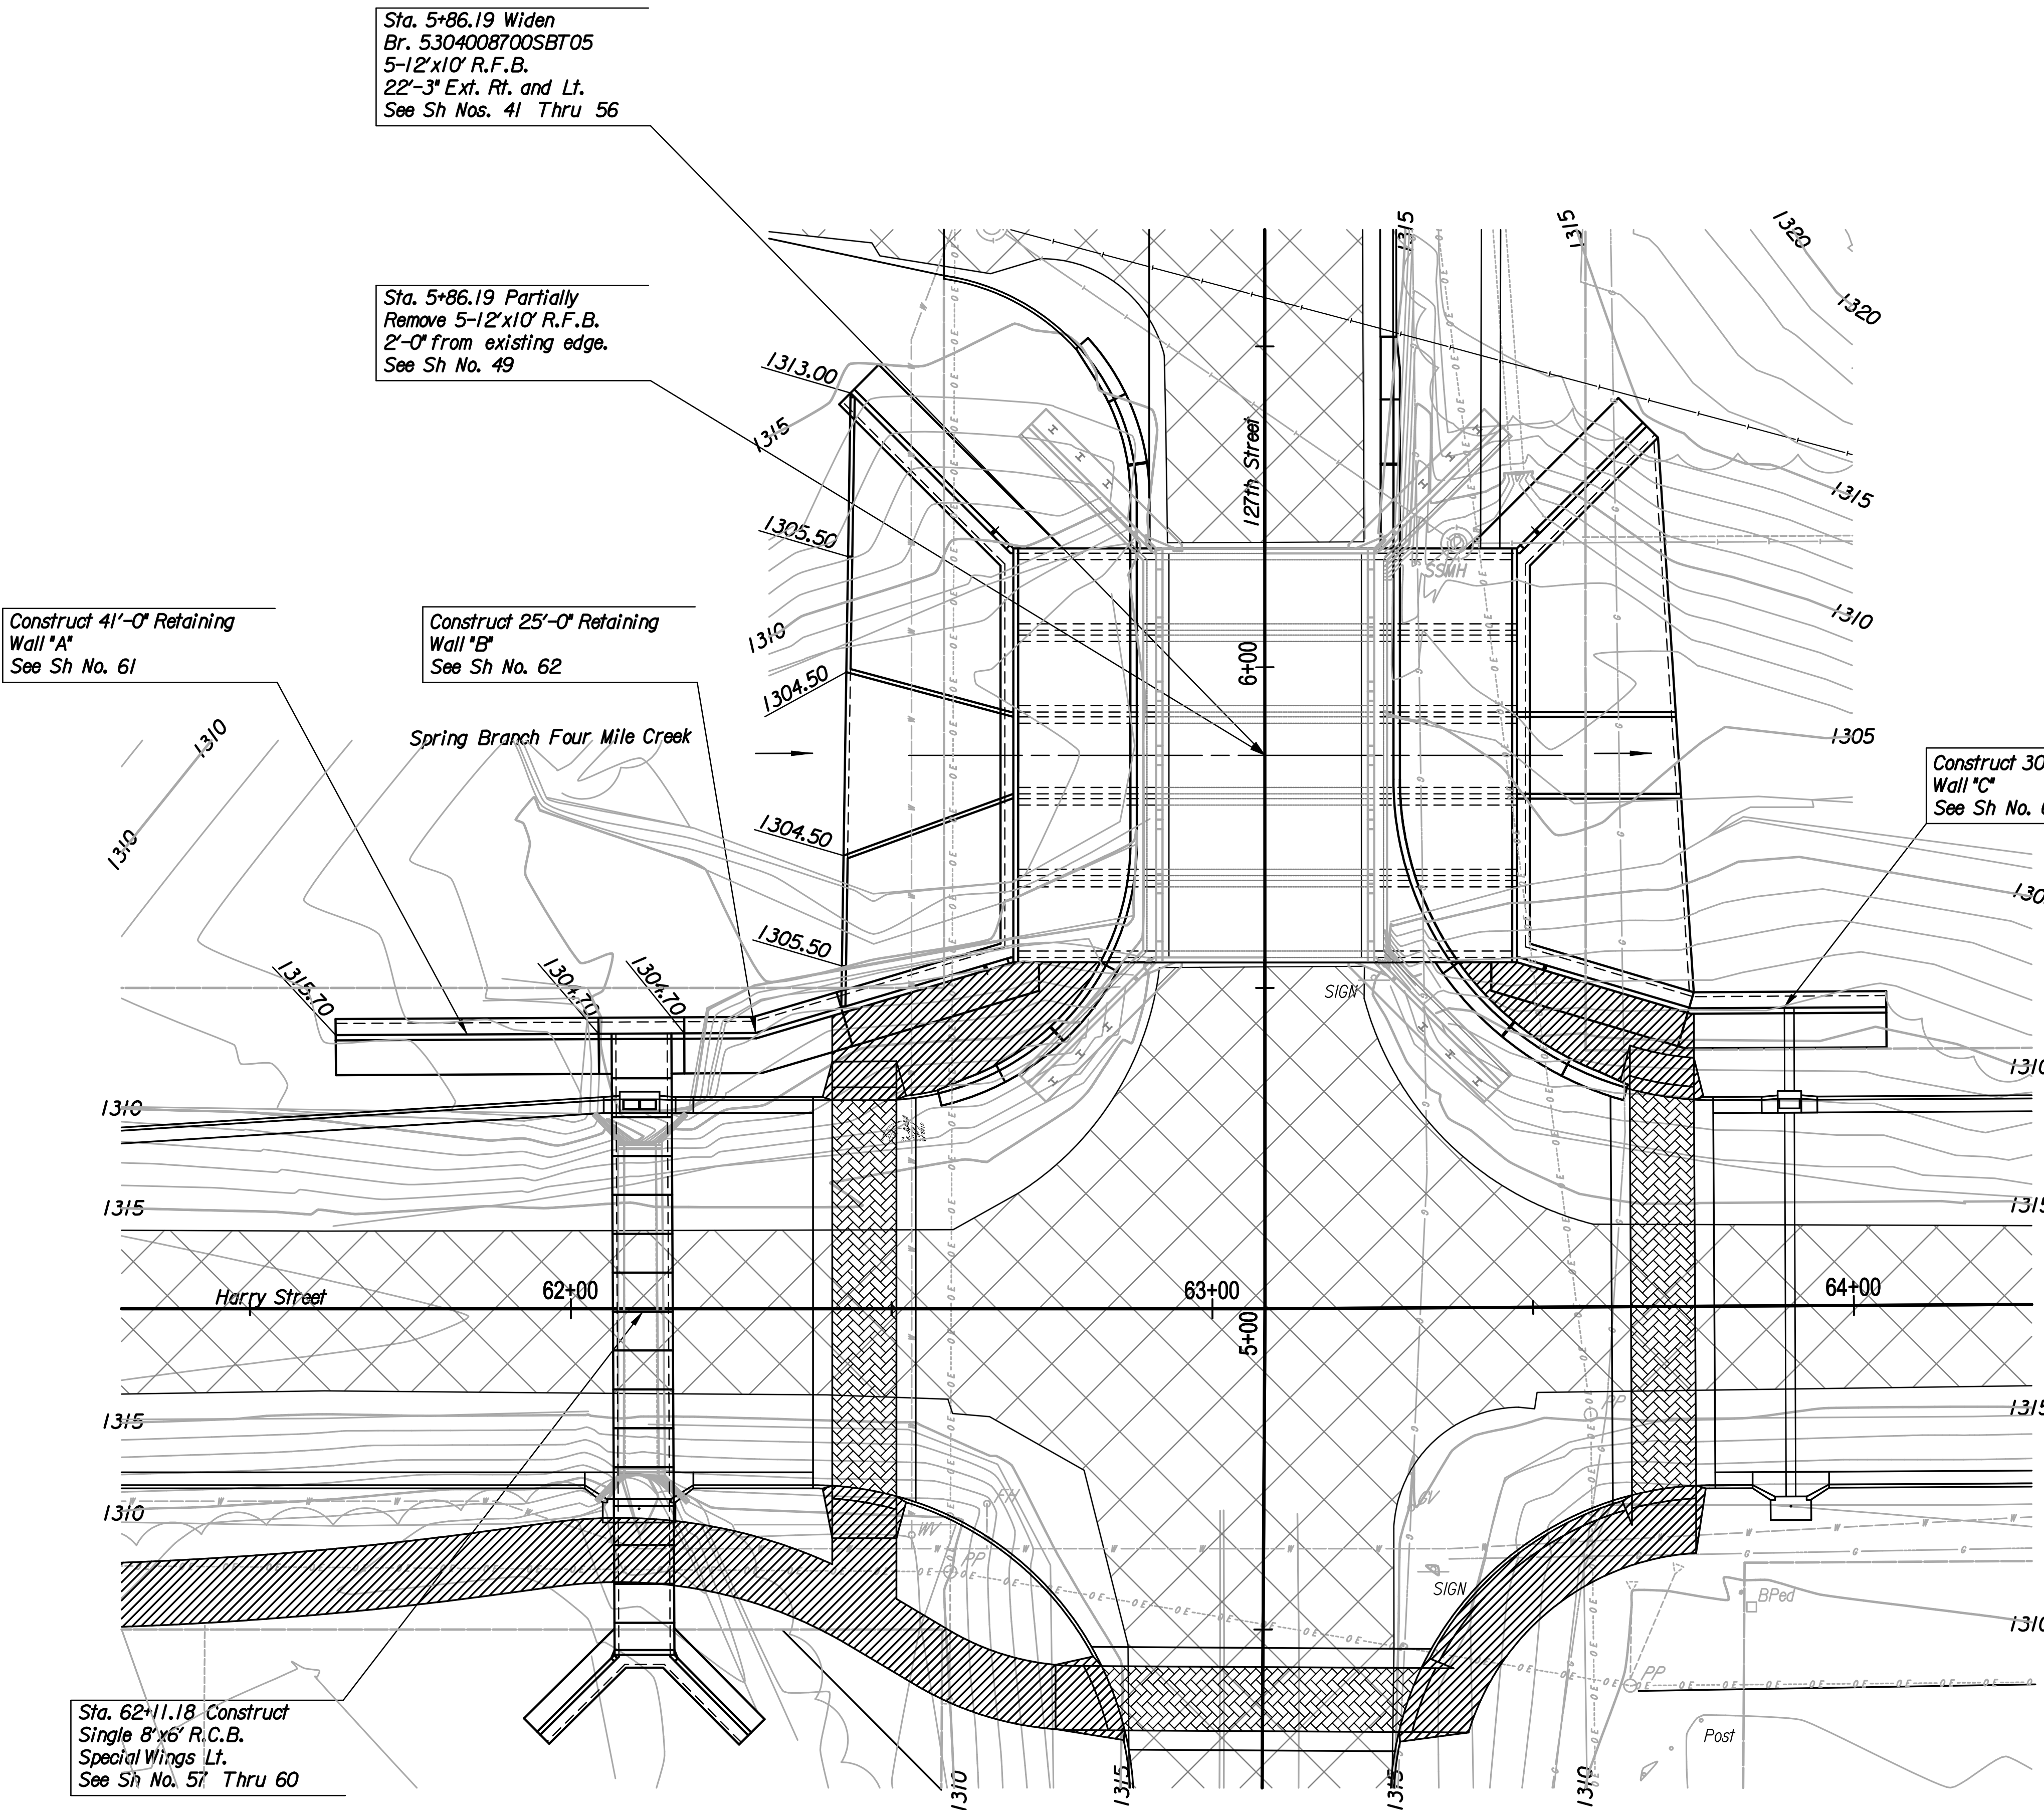 Sta. 5+86.19 Widen
Br. 5304008700SBT05
5-12'x10' R.F.B.
22'-3" Ext. Rt. and Lt.
See Sh Nos. 41 Thru 56
Sta. 5+86.19 Partially
Remove 5-12'x10' R.F.B.
2'-0" from existing edge.
See Sh No. 49
1315
1315
1320
1320
1313.00
1315
1315
127th Street
1305.50
SSMH
Construct 41'-0" Retaining
Wall "A"
See Sh No. 61
Construct 25'-0" Retaining
Wall "B"
See Sh No. 62
1310
1310
6+00
1304.50
1310
Spring Branch Four Mile Creek
1305
Construct 30
Wall "C"
See Sh No.
1304.50
1310
1305.50
1315.70
1304.70
1304.70
SIGN
1310
1310
1315
1315
Harry Street
62+00
63+00
64+00
5+00
1315
1315
PP
1310
FH
WV
GV
PP
SIGN
BPed
1310
PP
Post
Sta. 62+11.18 Construct
Single 8'x6' R.C.B.
Special Wings Lt.
See Sh No. 57 Thru 60
1310
1315
1315
1310